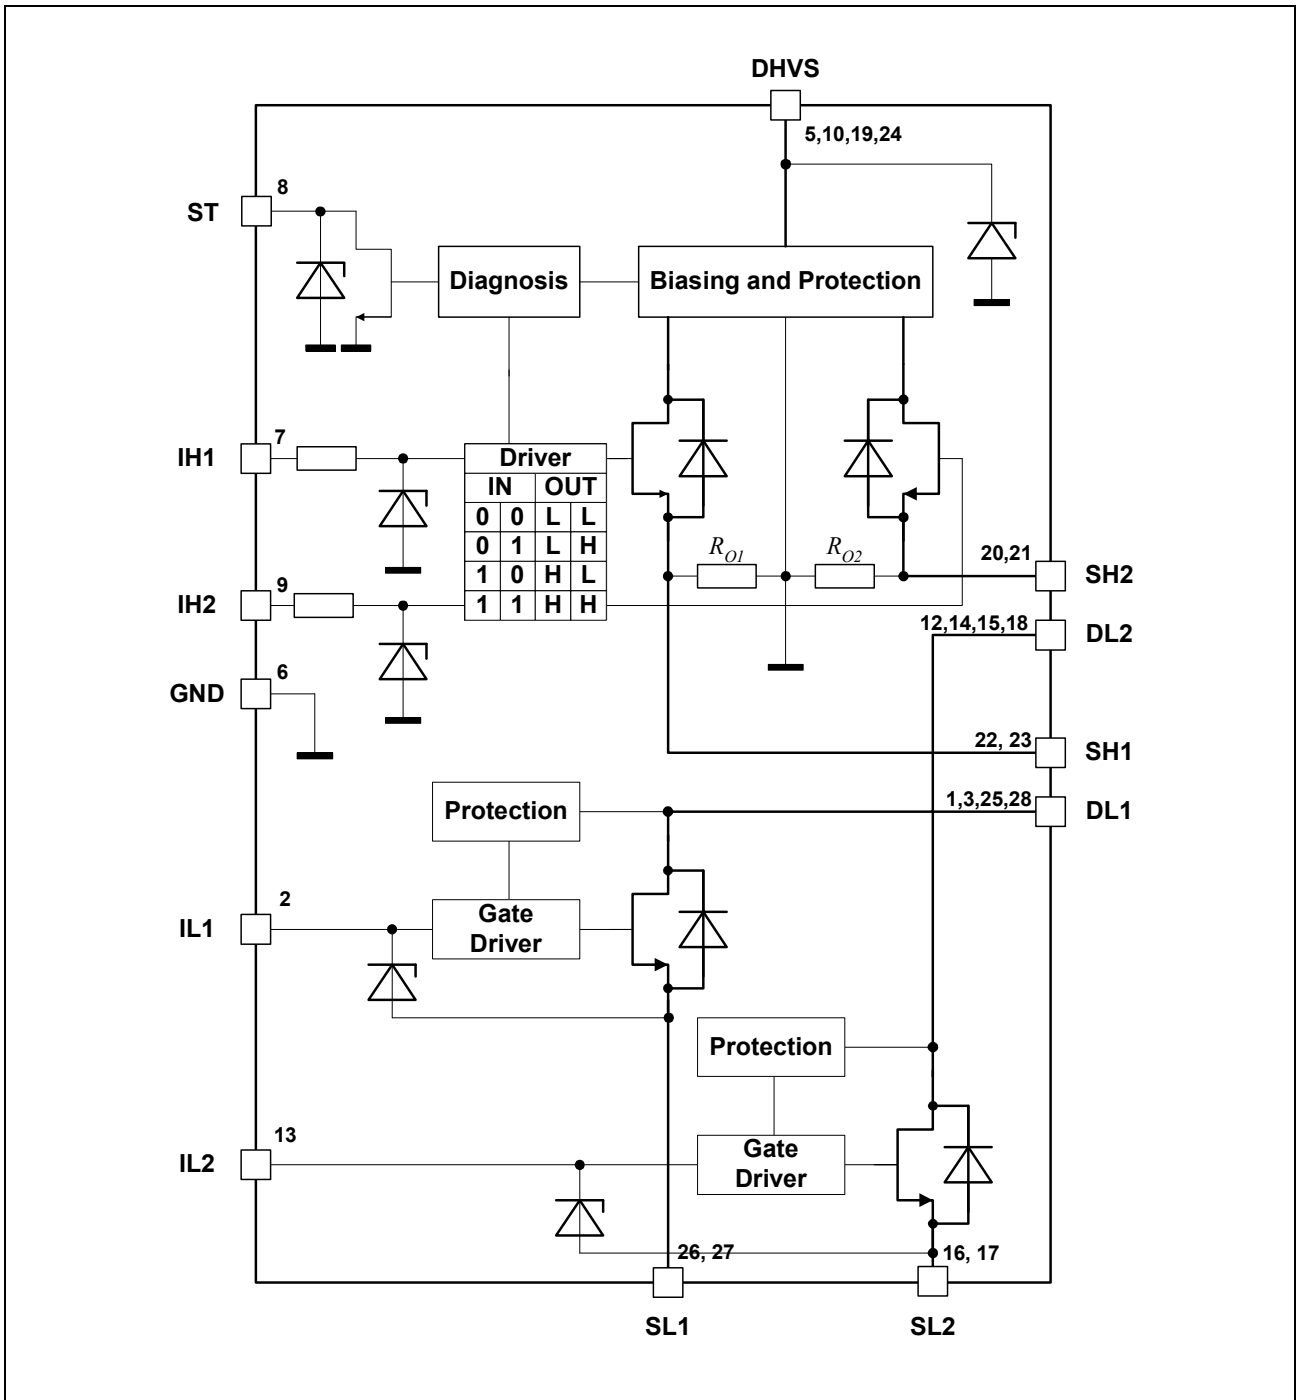 DHVS
5,10,19,24
8
ST
Diagnosis
Biasing and Protection
7
IH1
Driver
IN OUT
0 0 L L
0 1 L H
1 0 H L
1 1 H H
RO1
RO2
20,21
SH2
9
IH2
12,14,15,18
DL2
6
GND
22, 23
SH1
Protection
1,3,25,28
DL1
2
IL1
Gate
Driver
Protection
13
IL2
Gate
Driver
26, 27
16, 17
SL1
SL2